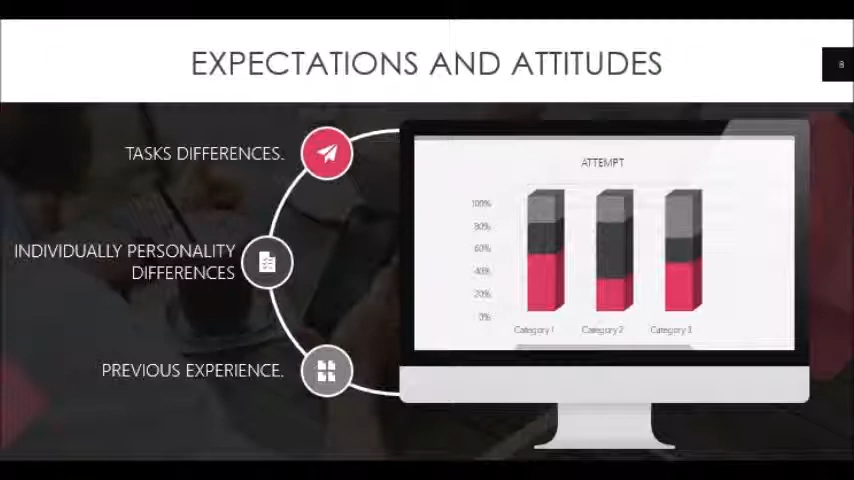 EXPECTATIONS AND ATTITUDES
8
TASKS DIFFERENCES.
INDIVIDUALLY PERSONALITY
DIFFERENCES
PREVIOUS EXPERIENCE.
ATTEMPT
100%
80%
60%
40%
20%
0%
Category 1
Category 2
Category 3